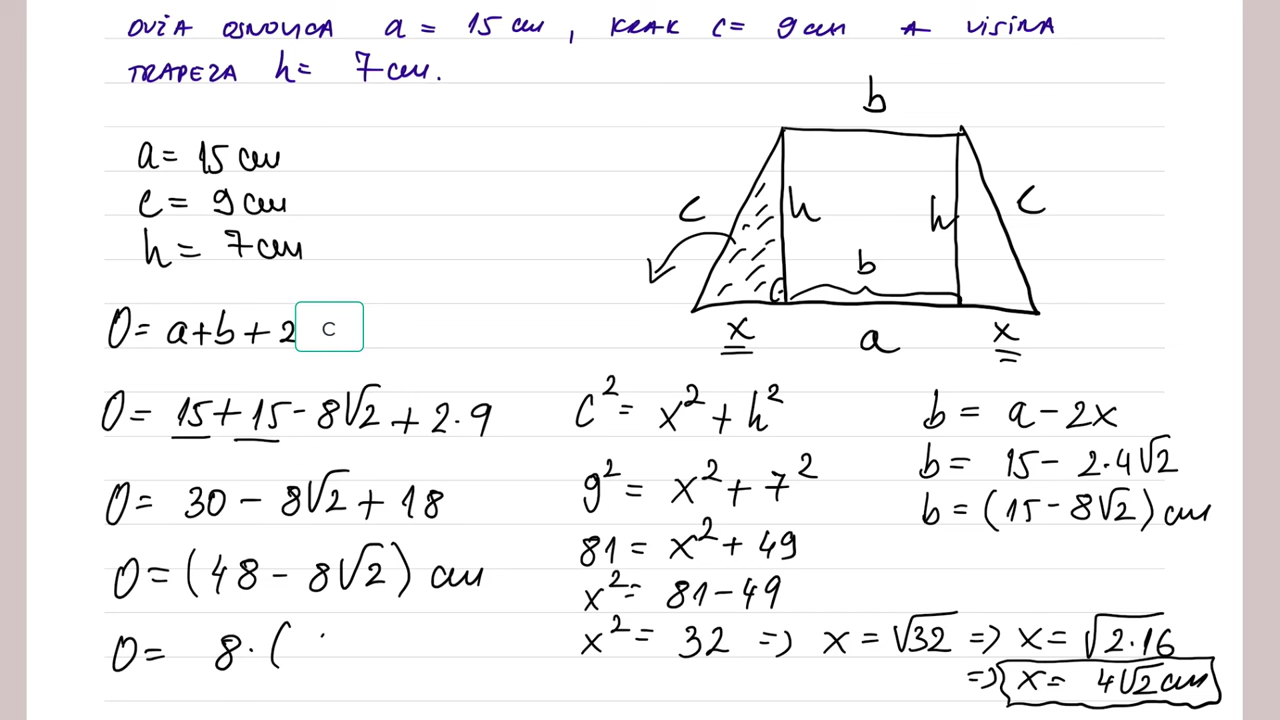 OVIA OSNOVICA a = 15 cm, KRAK c = 9 cm A VISINA
TRAPEZA h = 7 cm.
a = 15 cm
c = 9 cm
h = 7 cm
O = a + b + 2 c
O = 15 + 15 - 8√2 + 2·9
O = 30 - 8√2 + 18
O = (48 - 8√2) cm
O = 8·(
b
c
h
h
c
b
x
a
x
c² = x² + h²
9² = x² + 7²
81 = x² + 49
x² = 81 - 49
x² = 32 => x = √32 => x = √2·16
=> x = 4√2 cm
b = a - 2x
b = 15 - 2·4√2
b = (15 - 8√2) cm